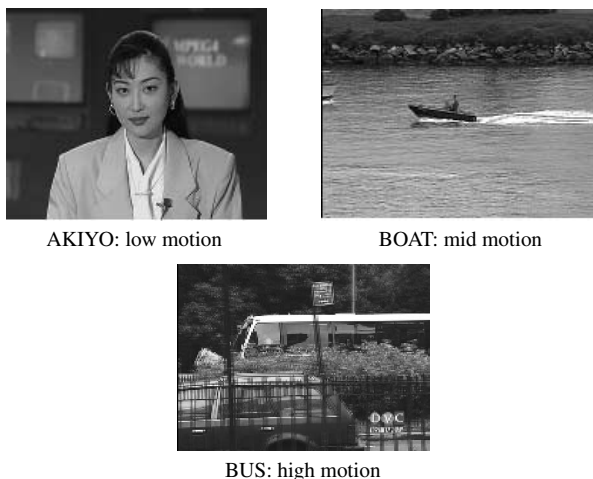 MPEG4
WORLD
AKIYO: low motion
BOAT: mid motion
DVC
BUS: high motion